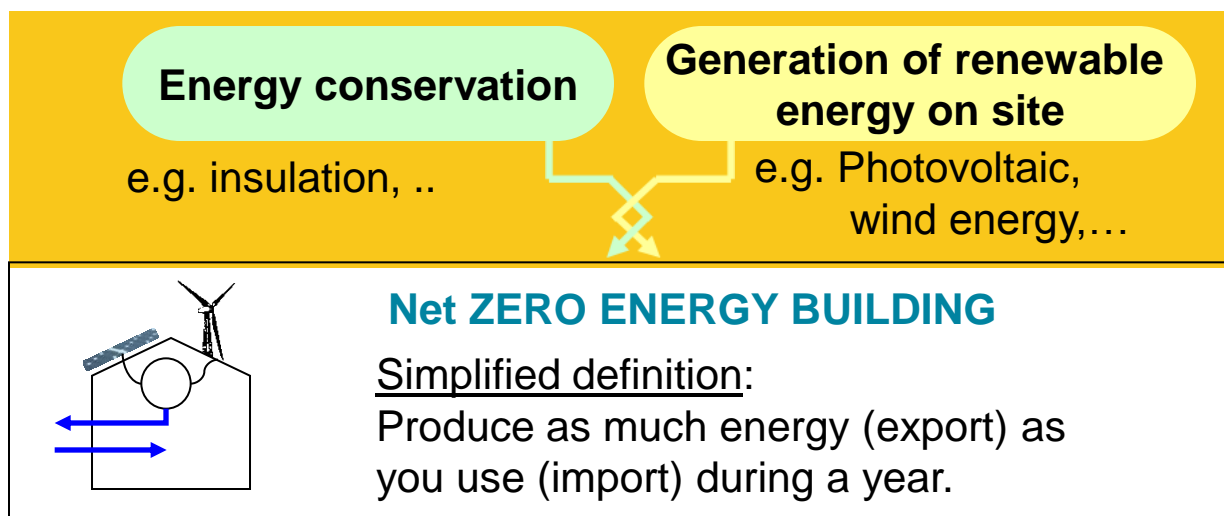 Energy conservation
Generation of renewable
energy on site
e.g. insulation, ..
e.g. Photovoltaic,
wind energy,…
Net ZERO ENERGY BUILDING
Simplified definition:
Produce as much energy (export) as
you use (import) during a year.